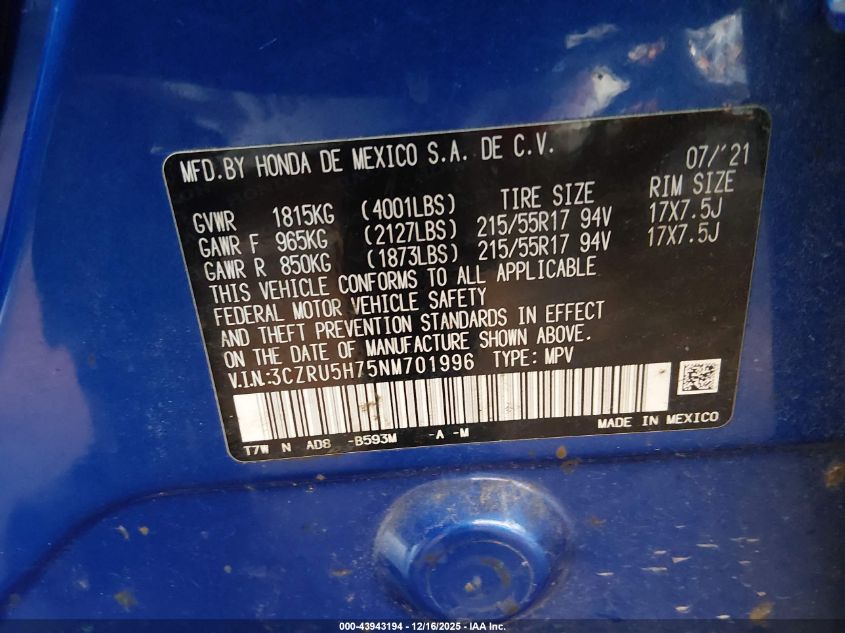 MFD.BY HONDA DE MEXICO S.A. DE C.V. 07/'21
TIRE SIZE RIM SIZE
GVWR 1815KG (4001LBS)
GAWR F 965KG (2127LBS) 215/55R17 94V 17X7.5J
GAWR R 850KG (1873LBS) 215/55R17 94V 17X7.5J
THIS VEHICLE CONFORMS TO ALL APPLICABLE
FEDERAL MOTOR VEHICLE SAFETY
AND THEFT PREVENTION STANDARDS IN EFFECT
ON THE DATE OF MANUFACTURE SHOWN ABOVE.
V.I.N.:3CZRU5H75NM701996 TYPE: MPV
MADE IN MEXICO
T7W N AD8 -B593M -A -M
000-43943194 - 12/16/2025 - IAA Inc.